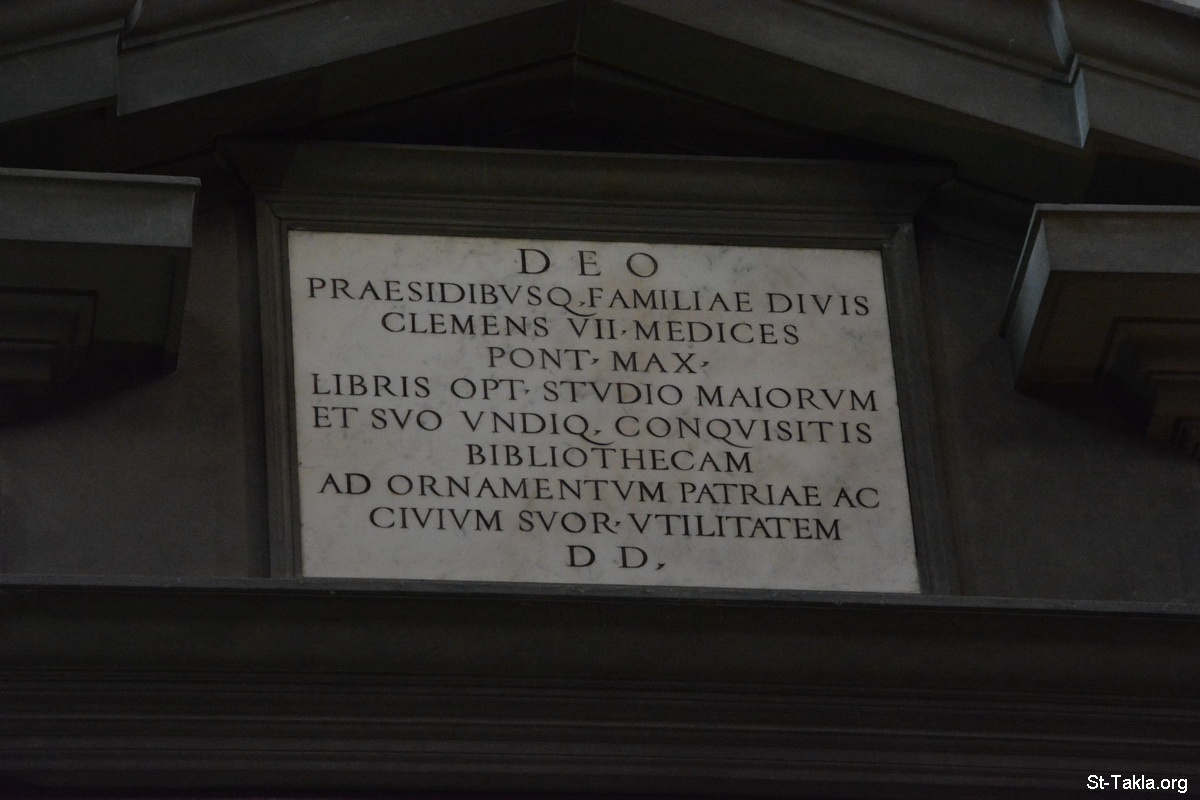 DEO
PRAESIDIBVSQ, FAMILIAE DIVIS
CLEMENS VII·MEDICES
PONT· MAX,
LIBRIS OPT· STVDIO MAIORVM
ET SVO VNDIQ, CONQVISITIS
BIBLIOTHECAM
AD ORNAMENTVM PATRIAE AC
CIVIVM SVOR·VTILITATEM
D D,
St-Takla.org